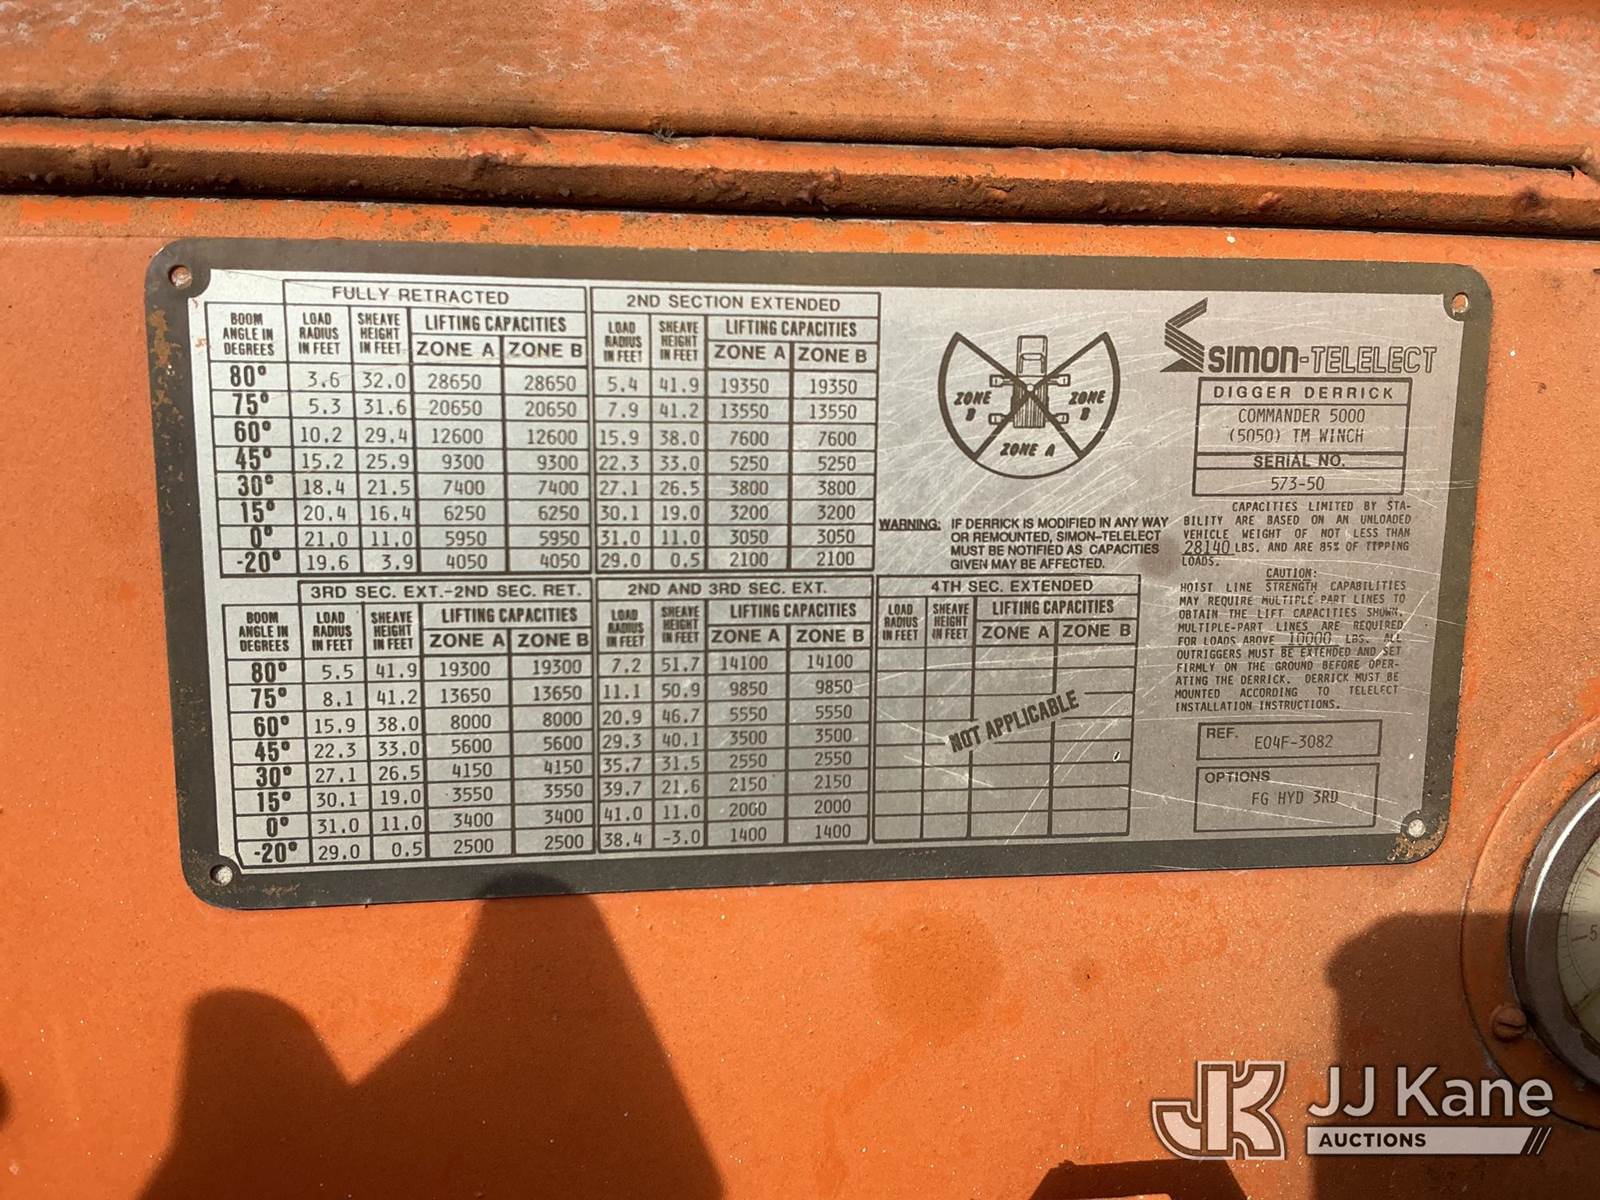 FULLY RETRACTED
BOOM ANGLE IN DEGREES LOAD RADIUS IN FEET SHEAVE HEIGHT IN FEET LIFTING CAPACITIES
ZONE A ZONE B
80° 3.6 32.0 28650 28650
75° 5.3 31.6 20650 20650
60° 10.2 29.4 12600 12600
45° 15.2 25.9 9300 9300
30° 18.4 21.5 7400 7400
15° 20.4 16.4 6250 6250
0° 21.0 11.0 5950 5950
-20° 19.6 3.9 4050 4050
2ND SECTION EXTENDED
LOAD RADIUS IN FEET SHEAVE HEIGHT IN FEET LIFTING CAPACITIES
ZONE A ZONE B
5.4 41.9 19350 19350
7.9 41.2 13550 13550
15.9 38.0 7600 7600
22.3 33.0 5250 5250
27.1 26.5 3800 3800
30.1 19.0 3200 3200
31.0 11.0 3050 3050
29.0 0.5 2100 2100
3RD SEC. EXT.-2ND SEC. RET.
BOOM ANGLE IN DEGREES LOAD RADIUS IN FEET SHEAVE HEIGHT IN FEET LIFTING CAPACITIES
ZONE A ZONE B
80° 5.5 41.9 19300 19300
75° 8.1 41.2 13650 13650
60° 15.9 38.0 8000 8000
45° 22.3 33.0 5600 5600
30° 27.1 26.5 4150 4150
15° 30.1 19.0 3550 3550
0° 31.0 11.0 3400 3400
-20° 29.0 0.5 2500 2500
2ND AND 3RD SEC. EXT.
LOAD RADIUS IN FEET SHEAVE HEIGHT IN FEET LIFTING CAPACITIES
ZONE A ZONE B
7.2 51.7 14100 14100
11.1 50.9 9850 9850
20.9 46.7 5550 5550
29.3 40.1 3500 3500
35.7 31.5 2550 2550
39.7 21.6 2150 2150
41.0 11.0 2000 2000
38.4 -3.0 1400 1400
4TH SEC. EXTENDED
LOAD RADIUS IN FEET SHEAVE HEIGHT IN FEET LIFTING CAPACITIES
ZONE A ZONE B
NOT APPLICABLE
ZONE B
ZONE B
ZONE A
WARNING: IF DERRICK IS MODIFIED IN ANY WAY
OR REMOUNTED, SIMON-TELELECT
MUST BE NOTIFIED AS CAPACITIES
GIVEN MAY BE AFFECTED.
SIMON-TELELECT
DIGGER DERRICK
COMMANDER 5000
(5050) TM WINCH
SERIAL NO.
573-50
CAPACITIES LIMITED BY STA-
BILITY ARE BASED ON AN UNLOADED
VEHICLE WEIGHT OF NOT LESS THAN
28140 LBS. AND ARE 85% OF TIPPING
LOADS.
CAUTION:
HOIST LINE STRENGTH CAPABILITIES
MAY REQUIRE MULTIPLE-PART LINES TO
OBTAIN THE LIFT CAPACITIES SHOWN.
MULTIPLE-PART LINES ARE REQUIRED
FOR LOADS ABOVE 10000 LBS. ALL
OUTRIGGERS MUST BE EXTENDED AND SET
FIRMLY ON THE GROUND BEFORE OPER-
ATING THE DERRICK. DERRICK MUST BE
MOUNTED ACCORDING TO TELELECT
INSTALLATION INSTRUCTIONS.
REF. E04F-3082
OPTIONS
FG HYD 3RD
5
JK JJ Kane
AUCTIONS